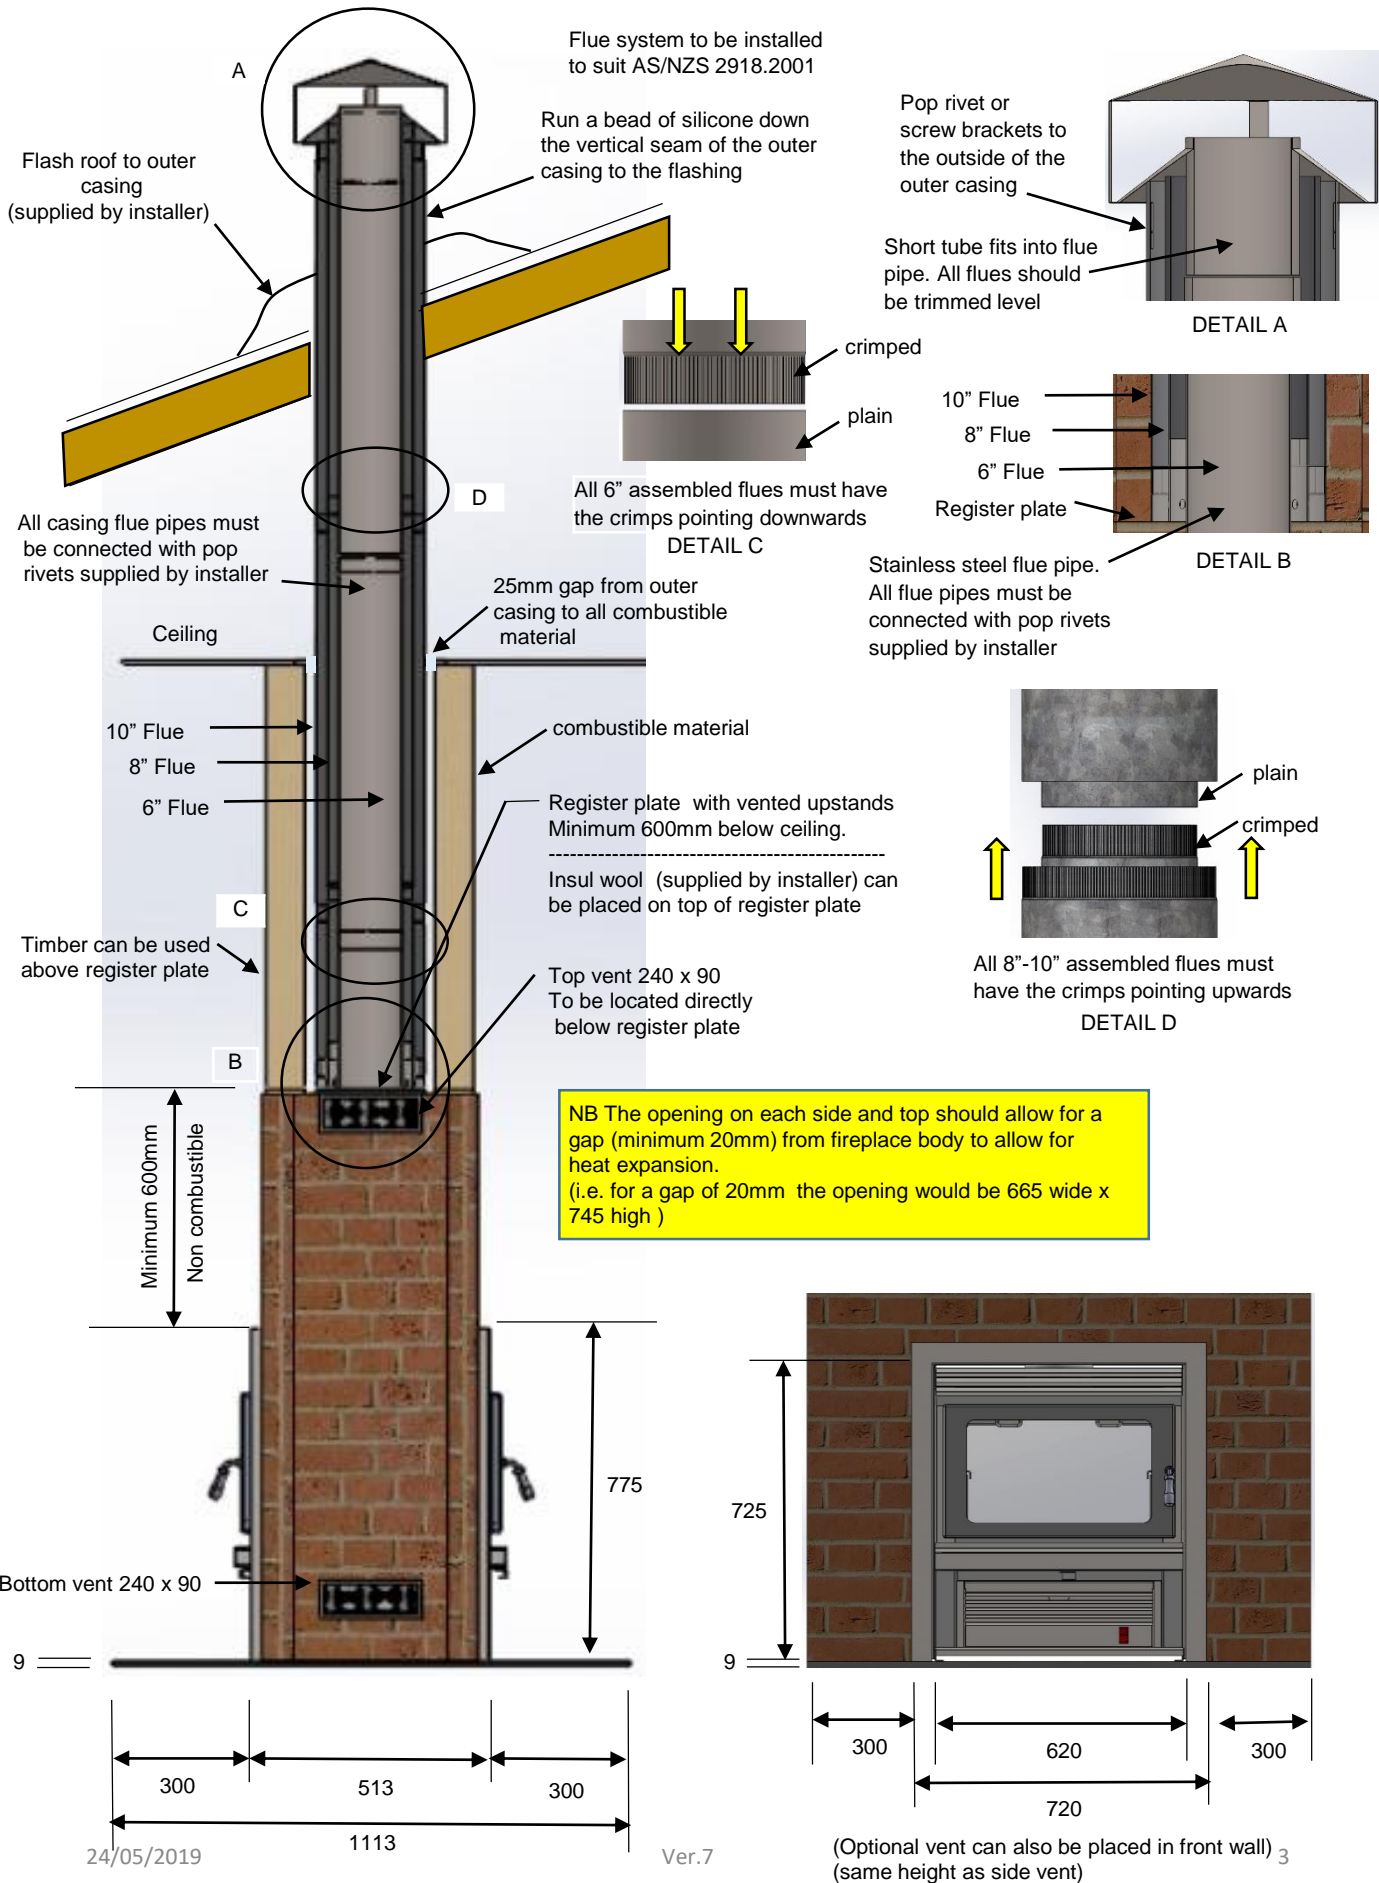 Flue system to be installed
to suit AS/NZS 2918.2001
A
Run a bead of silicone down
the vertical seam of the outer
casing to the flashing
Flash roof to outer
casing
(supplied by installer)
Pop rivet or
screw brackets to
the outside of the
outer casing
Short tube fits into flue
pipe. All flues should
be trimmed level
DETAIL A
crimped
plain
All 6” assembled flues must have
the crimps pointing downwards
DETAIL C
10” Flue
8” Flue
6” Flue
Register plate
DETAIL B
Stainless steel flue pipe.
All flue pipes must be
connected with pop rivets
supplied by installer
D
All casing flue pipes must
be connected with pop
rivets supplied by installer
25mm gap from outer
casing to all combustible
material
Ceiling
10” Flue
8” Flue
6” Flue
combustible material
Register plate with vented upstands
Minimum 600mm below ceiling.
------------------------------------------------
Insul wool (supplied by installer) can
be placed on top of register plate
plain
crimped
All 8”-10” assembled flues must
have the crimps pointing upwards
DETAIL D
C
Timber can be used
above register plate
Top vent 240 x 90
To be located directly
below register plate
B
NB The opening on each side and top should allow for a
gap (minimum 20mm) from fireplace body to allow for
heat expansion.
(i.e. for a gap of 20mm the opening would be 665 wide x
745 high )
Minimum 600mm
Non combustible
775
Bottom vent 240 x 90
9
300
513
300
1113
725
9
300
620
300
720
(Optional vent can also be placed in front wall)
(same height as side vent)
24/05/2019
Ver.7
3